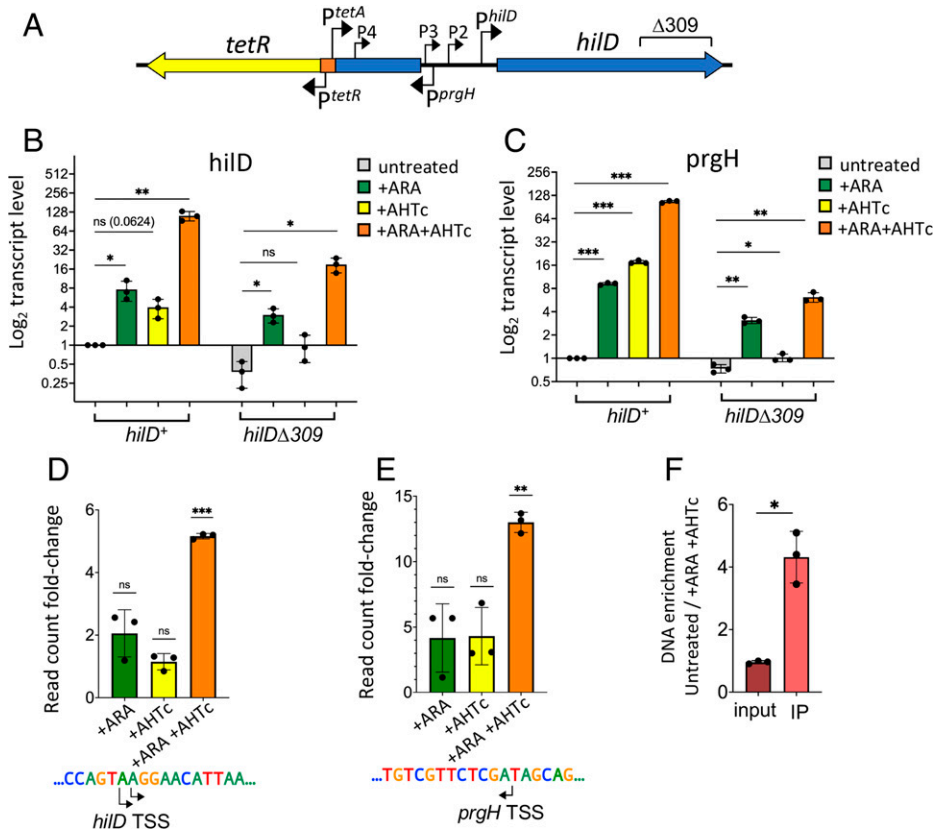 A
PtetA
P4
P3
P2
PhilD
Δ309
tetR
hilD
PtetR
PprgH
B
hilD
untreated
+ARA
+AHTc
+ARA+AHTc
Log2 transcript level
512
256
128
64
32
16
8
4
2
1
0.5
0.25
**
ns (0.0624)
*
*
ns
*
hilD+
hilDΔ309
C
prgH
untreated
+ARA
+AHTc
+ARA+AHTc
Log2 transcript level
256
128
64
32
16
8
4
2
1
0.5
***
***
***
**
*
**
hilD+
hilDΔ309
D
Read count fold-change
6
4
2
0
ns
ns
***
+ARA
+AHTc
+ARA +AHTc
...CCAGTAAGGAACATTAA...
hilD TSS
E
Read count fold-change
15
10
5
0
ns
ns
**
+ARA
+AHTc
+ARA +AHTc
...TGTCGTTCTCGATAGCAG...
prgH TSS
F
DNA enrichment
Untreated / +ARA +AHTc
6
4
2
0
*
input
IP